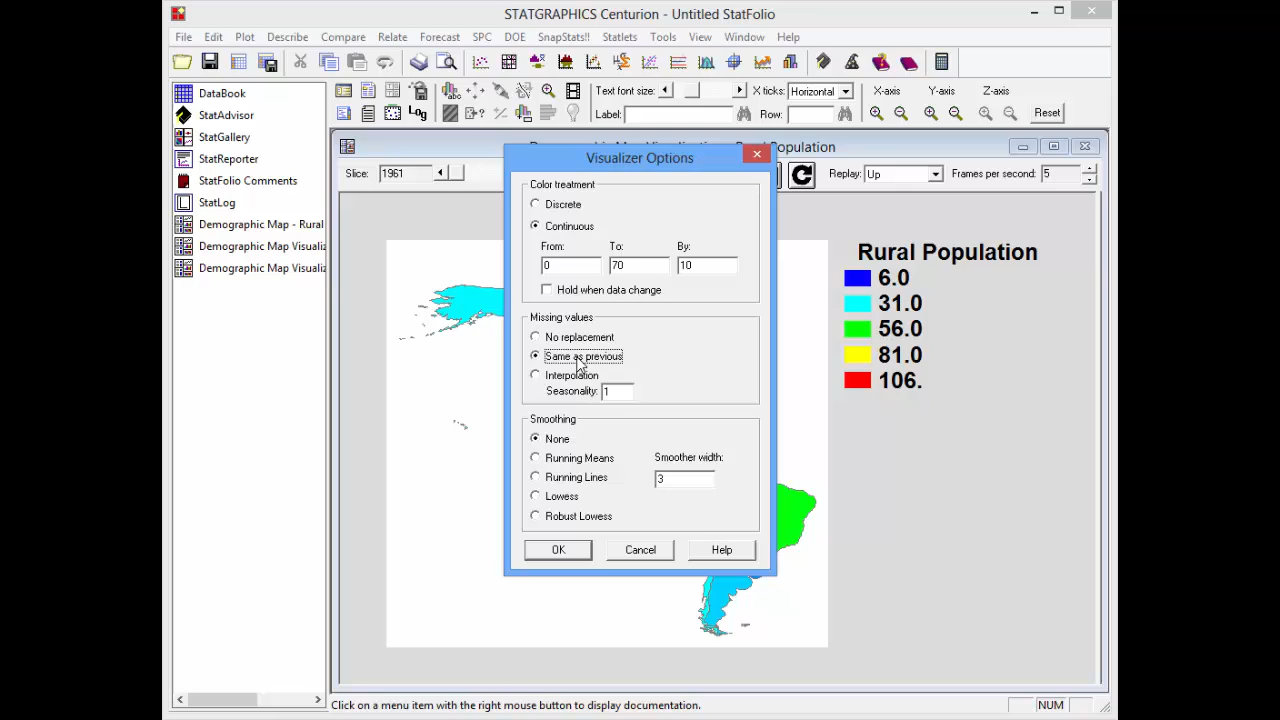 STATGRAPHICS Centurion - Untitled StatFolio
File Edit Plot Describe Compare Relate Forecast SPC DOE SnapStats!! Statlets Tools View Window Help
Text font size: X ticks: Horizontal X-axis Y-axis Z-axis
Log Label: Row: Reset
DataBook
StatAdvisor
StatGallery
StatReporter
StatFolio Comments
StatLog
Demographic Map - Rural
Demographic Map Visualiz
Demographic Map Visualiz
Population
Slice: 1961 Replay: Up Frames per second: 5
Visualizer Options
Color treatment
Discrete
Continuous
From: To: By:
0 70 10
Hold when data change
Missing values
No replacement
Same as previous
Interpolation
Seasonality: 1
Smoothing
None
Running Means Smoother width:
Running Lines 3
Lowess
Robust Lowess
OK Cancel Help
Rural Population
6.0
31.0
56.0
81.0
106.
Click on a menu item with the right mouse button to display documentation. NUM